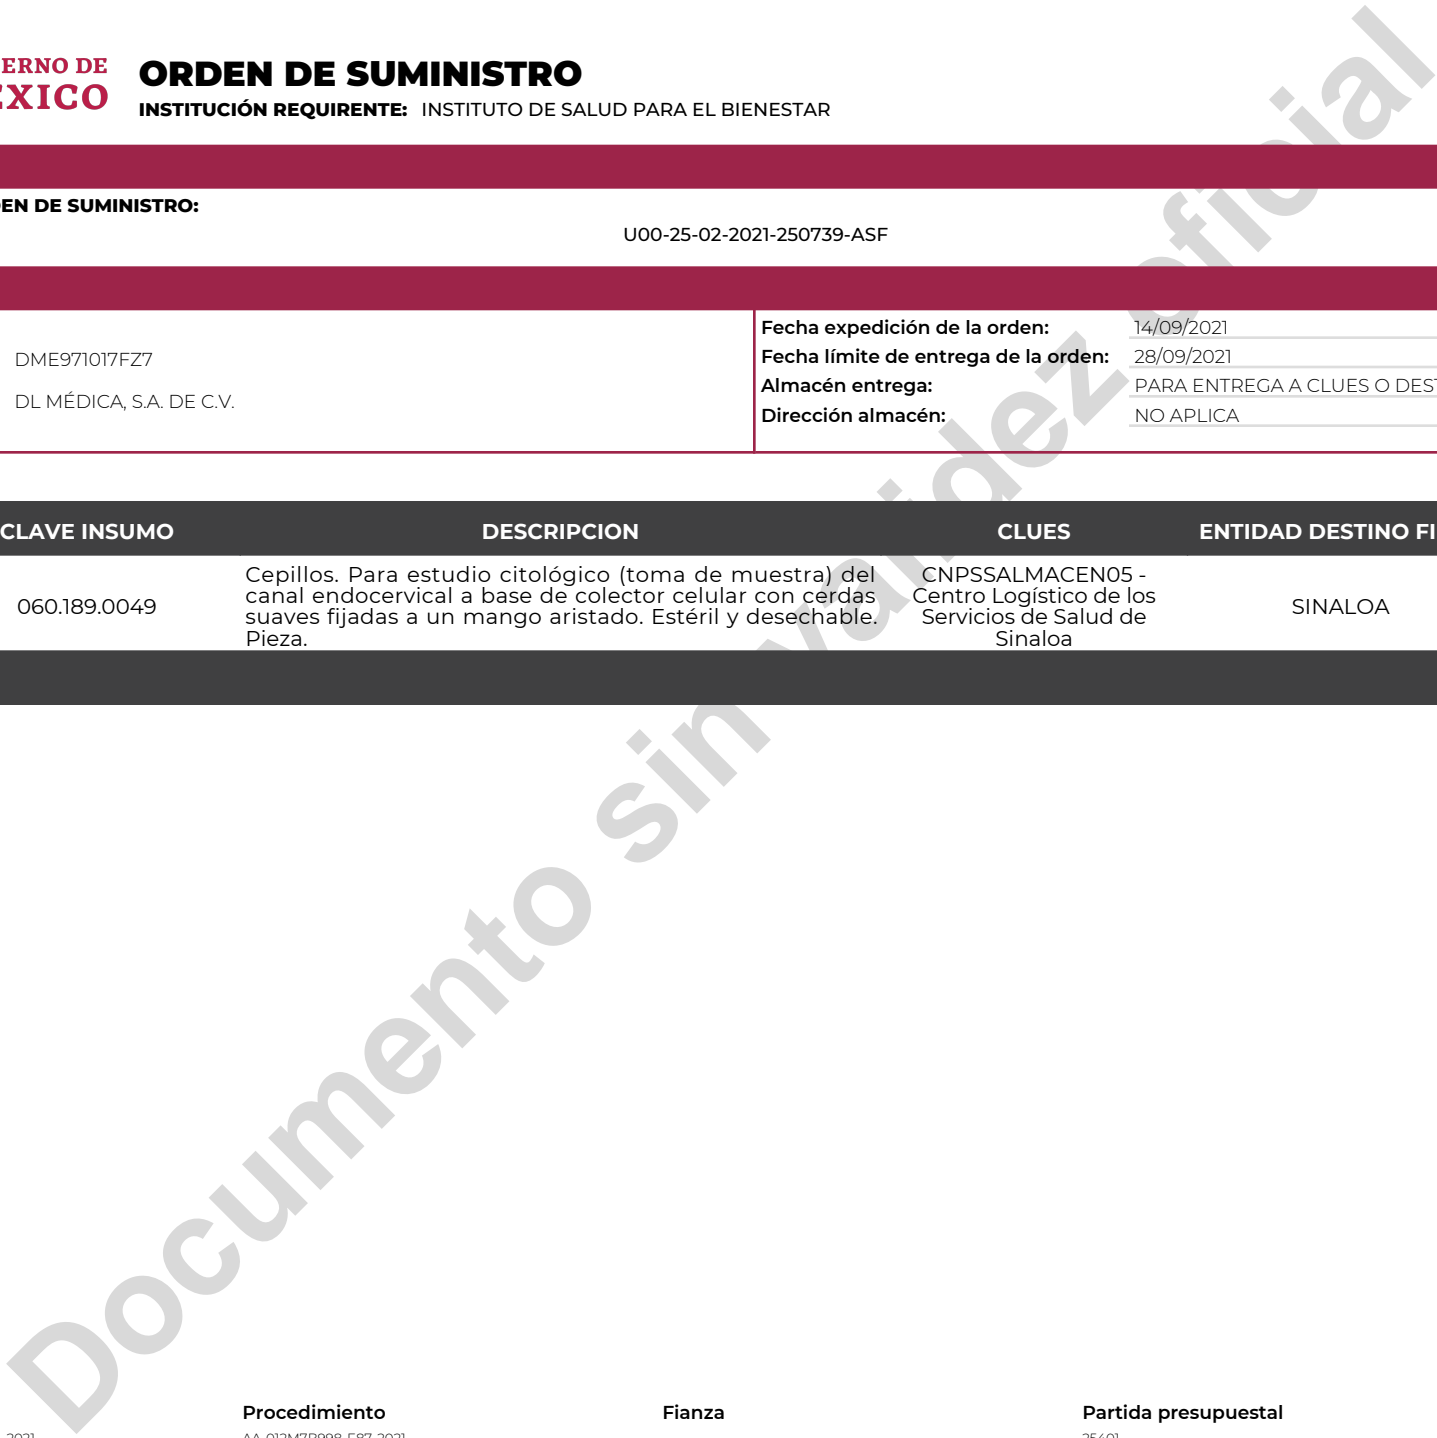 ERNO DE
ÉXICO
ORDEN DE SUMINISTRO
INSTITUCIÓN REQUIRENTE: INSTITUTO DE SALUD PARA EL BIENESTAR
EN DE SUMINISTRO:
U00-25-02-2021-250739-ASF
DME971017FZ7
DL MÉDICA, S.A. DE C.V.
Fecha expedición de la orden: 14/09/2021
Fecha límite de entrega de la orden: 28/09/2021
Almacén entrega: PARA ENTREGA A CLUES O DEST
Dirección almacén: NO APLICA
CLAVE INSUMO DESCRIPCION CLUES ENTIDAD DESTINO FI
060.189.0049
Cepillos. Para estudio citológico (toma de muestra) del
canal endocervical a base de colector celular con cerdas
suaves fijadas a un mango aristado. Estéril y desechable.
Pieza.
CNPSSALMACEN05 -
Centro Logístico de los
Servicios de Salud de
Sinaloa
SINALOA
Documento sin validez oficial
Procedimiento Fianza Partida presupuestal